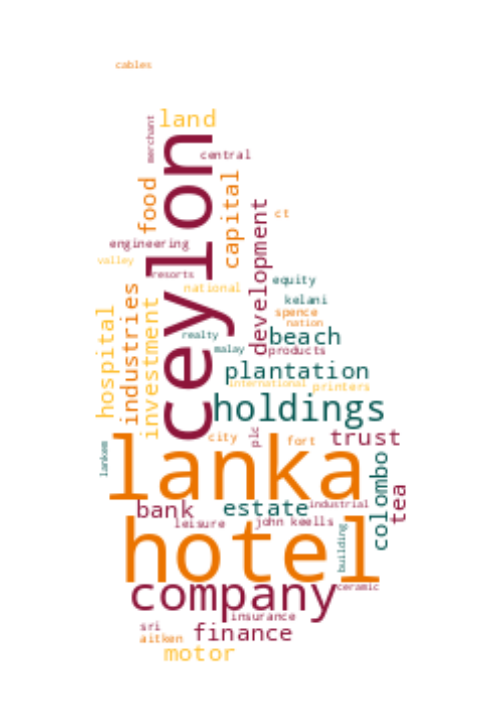 cables
land
merchant
ceylon
central
food
capital
ct
development
engineering
valley
resorts
national
equity
industries
investment
kelani
hospital
spence
nation
realty
beach
malay
products
plantation
international
printers
holdings
city
plc
fort
trust
lanka
lankem
colombo
tea
bank
estate
industrial
leisure
john keells
hotel
building
company
ceramic
insurance
sri
finance
aitken
motor